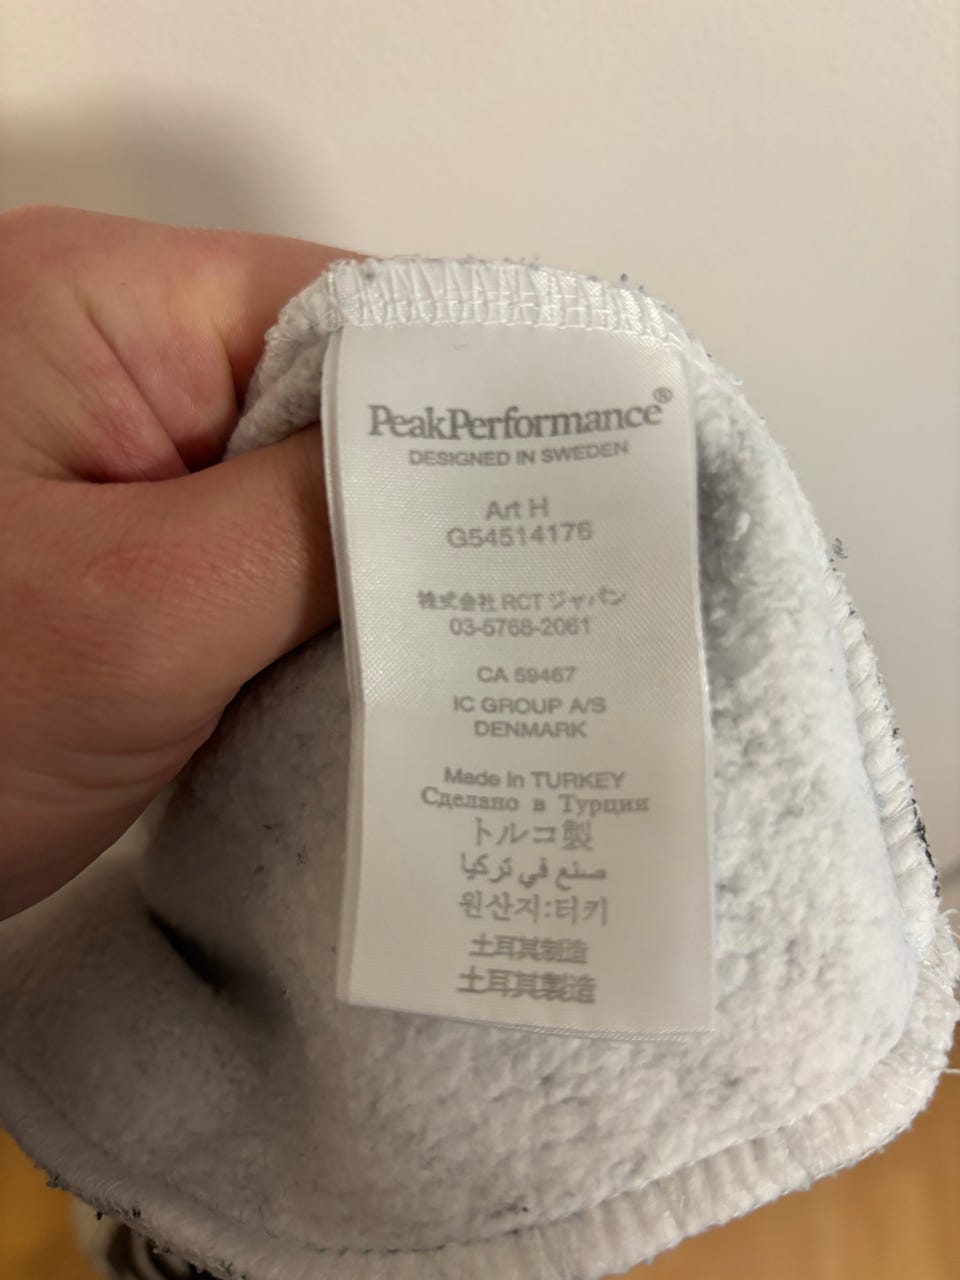 PeakPerformance®
DESIGNED IN SWEDEN
Art H
G54514176
株式会社 RCT ジャパン
03-5768-2061
CA 59467
IC GROUP A/S
DENMARK
Made in TURKEY
Сделано в Турции
トルコ製
صنع في تركيا
원산지:터키
土耳其制造
土耳其製造